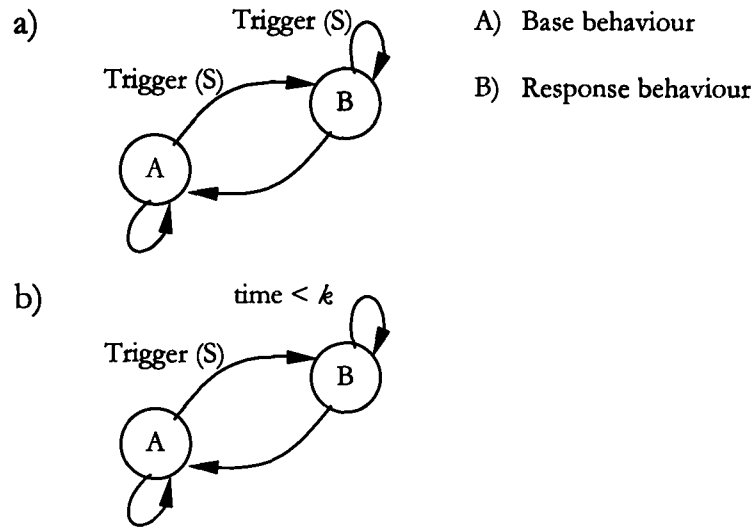 a)
Trigger (S)
A) Base behaviour
Trigger (S)
B
B) Response behaviour
A
b)
time < k
Trigger (S)
B
A